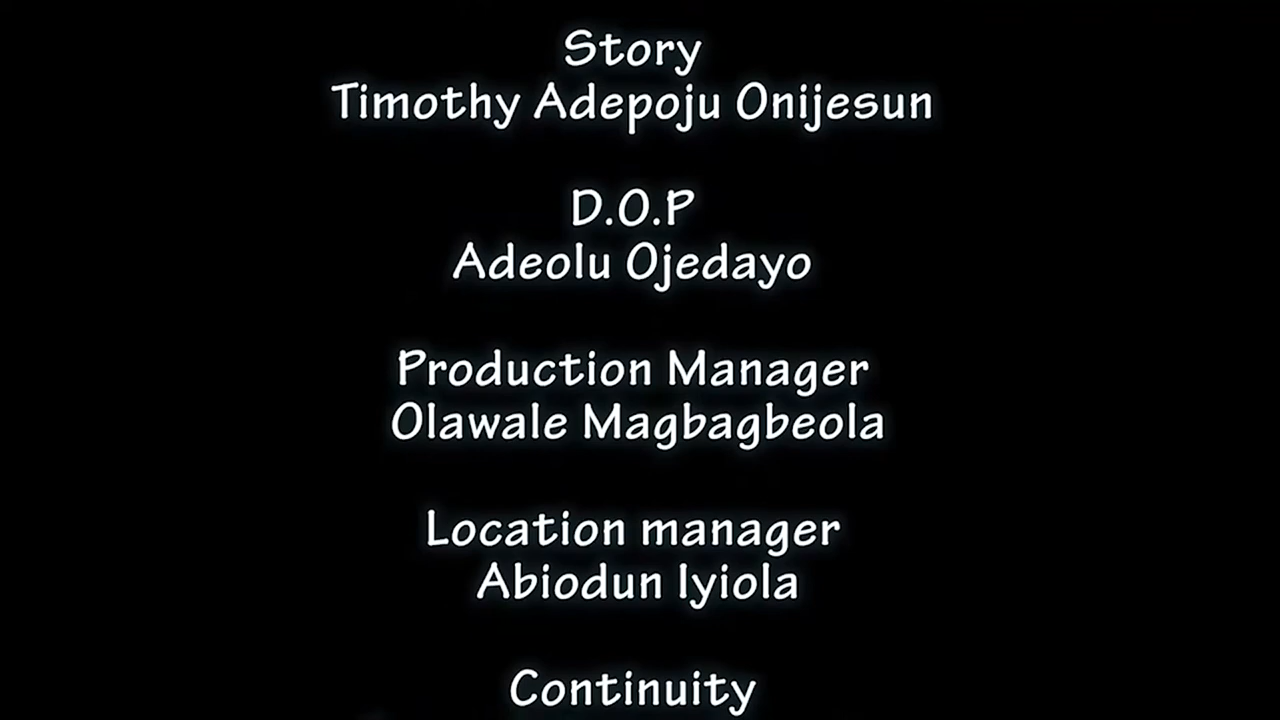 Story
Timothy Adepoju Onijesun
D.O.P
Adeolu Ojedayo
Production Manager
Olawale Magbagbeola
Location manager
Abiodun Iyiola
Continuity